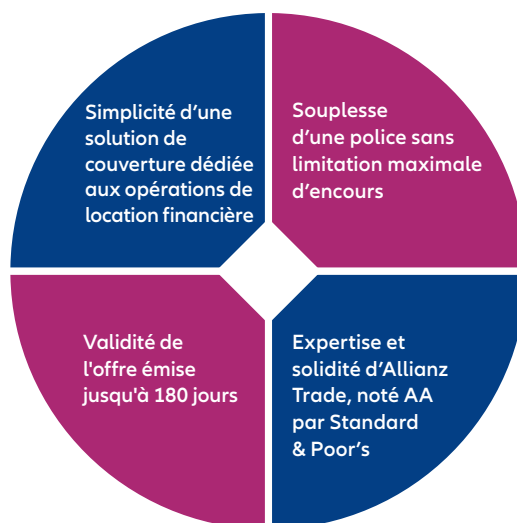 Simplicité d’une
solution de
couverture dédiée
aux opérations de
location financière
Souplesse
d’une police sans
limitation maximale
d’encours
Validité de
l'offre émise
jusqu'à 180 jours
Expertise et
solidité d’Allianz
Trade, noté AA
par Standard
& Poor’s